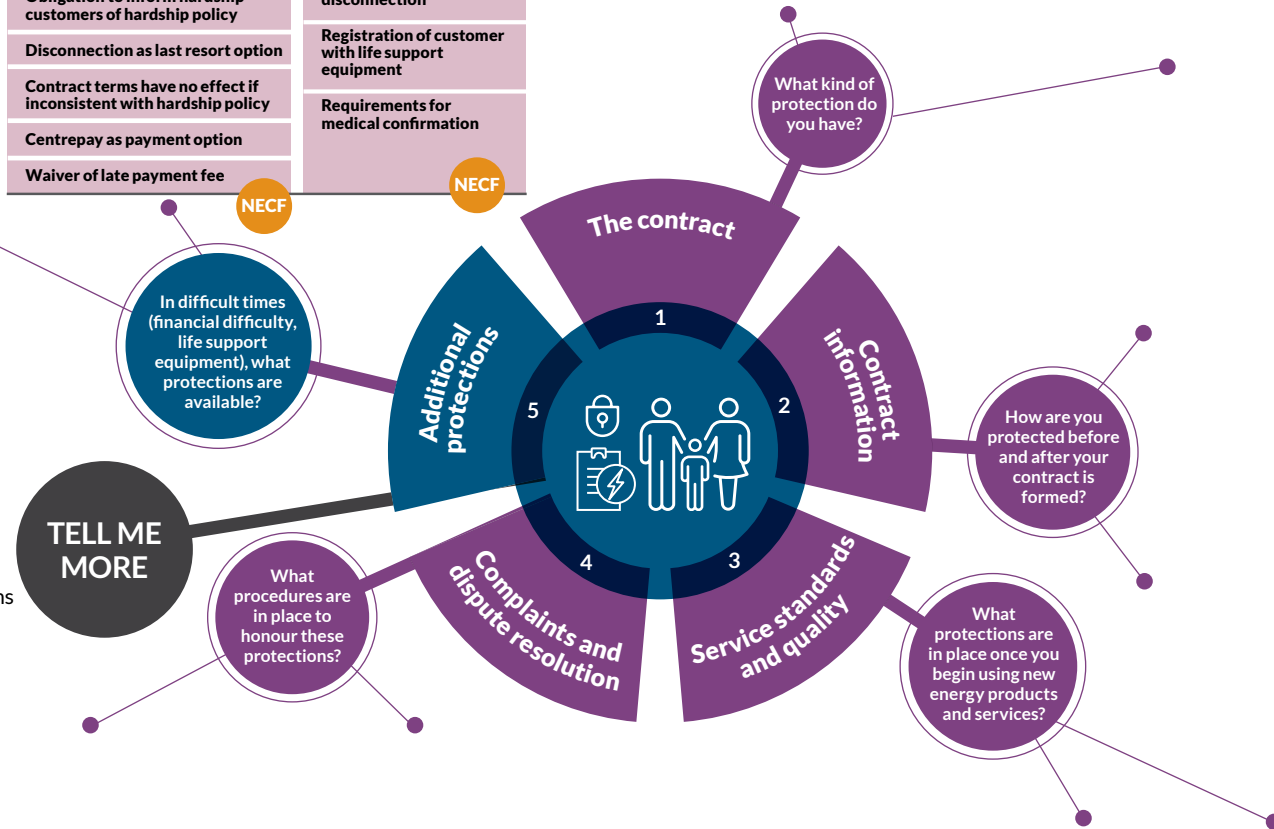 Obligation to inform hardship
customers of hardship policy
Disconnection as last resort option
Contract terms have no effect if
inconsistent with hardship policy
Centrepay as payment option
Waiver of late payment fee
NECF
disconnection
Registration of customer
with life support
equipment
Requirements for
medical confirmation
NECF
What kind of
protection do
you have?
The contract
1
Contract
information
2
How are you
protected before
and after your
contract is
formed?
Service standards
and quality
3
What
protections are
in place once you
begin using new
energy products
and services?
Complaints and
dispute resolution
4
What
procedures are
in place to
honour these
protections?
Additional
protections
5
In difficult times
(financial difficulty,
life support
equipment), what
protections are
available?
TELL ME
MORE
ns